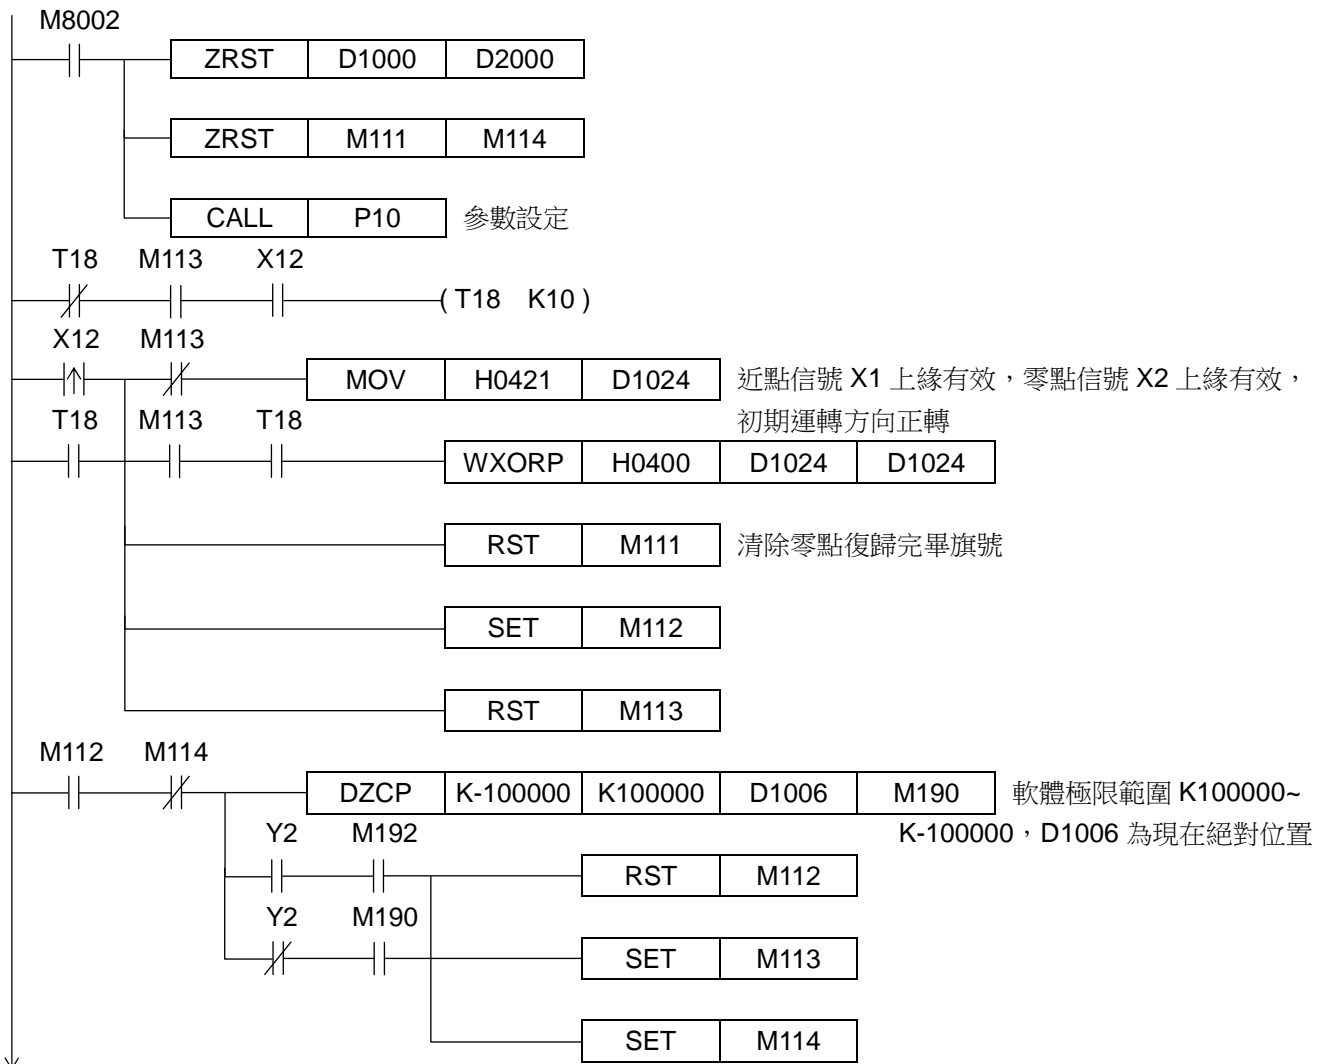 M8002
ZRST D1000 D2000
ZRST M111 M114
CALL P10 參數設定
T18 M113 X12
( T18 K10 )
X12 M113
MOV H0421 D1024 近點信號 X1 上緣有效，零點信號 X2 上緣有效，
初期運轉方向正轉
T18 M113 T18
WXORP H0400 D1024 D1024
RST M111 清除零點復歸完畢旗號
SET M112
RST M113
M112 M114
DZCP K-100000 K100000 D1006 M190 軟體極限範圍 K100000~
K-100000，D1006 為現在絕對位置
Y2 M192
RST M112
Y2 M190
SET M113
SET M114